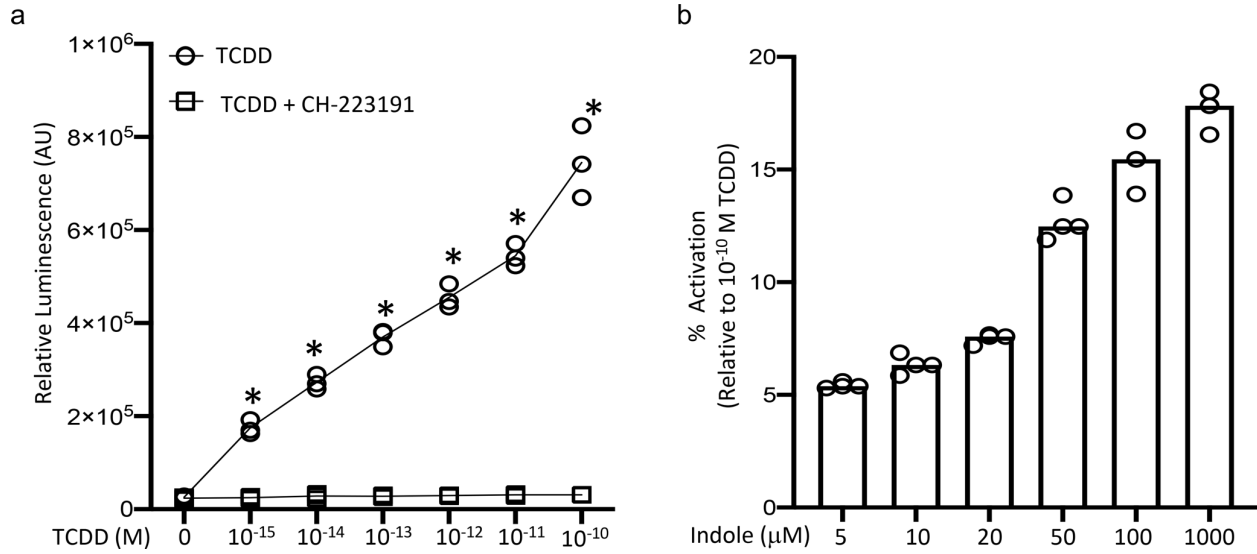 a
1×10⁶
8×10⁵
6×10⁵
4×10⁵
2×10⁵
0
Relative Luminescence (AU)
TCDD
TCDD + CH-223191
*
*
*
*
*
*
TCDD (M) 0 10⁻¹⁵ 10⁻¹⁴ 10⁻¹³ 10⁻¹² 10⁻¹¹ 10⁻¹⁰
b
20
15
10
5
0
% Activation
(Relative to 10⁻¹⁰ M TCDD)
Indole (μM) 5 10 20 50 100 1000